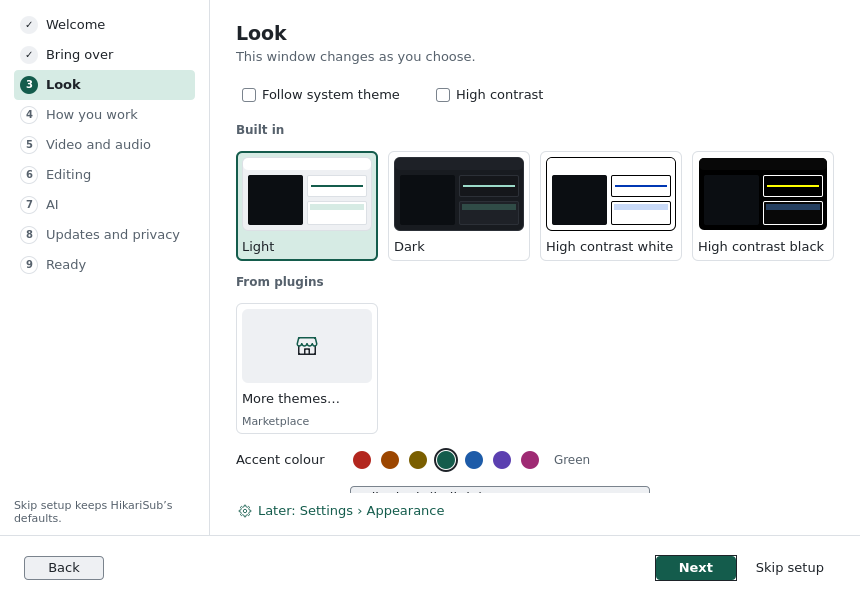 Welcome
Bring over
3 Look
4 How you work
5 Video and audio
6 Editing
7 AI
8 Updates and privacy
9 Ready
Skip setup keeps HikariSub’s
defaults.
Look
This window changes as you choose.
Follow system theme
High contrast
Built in
Light
Dark
High contrast white
High contrast black
From plugins
More themes…
Marketplace
Accent colour
Green
Later: Settings › Appearance
Back
Next
Skip setup